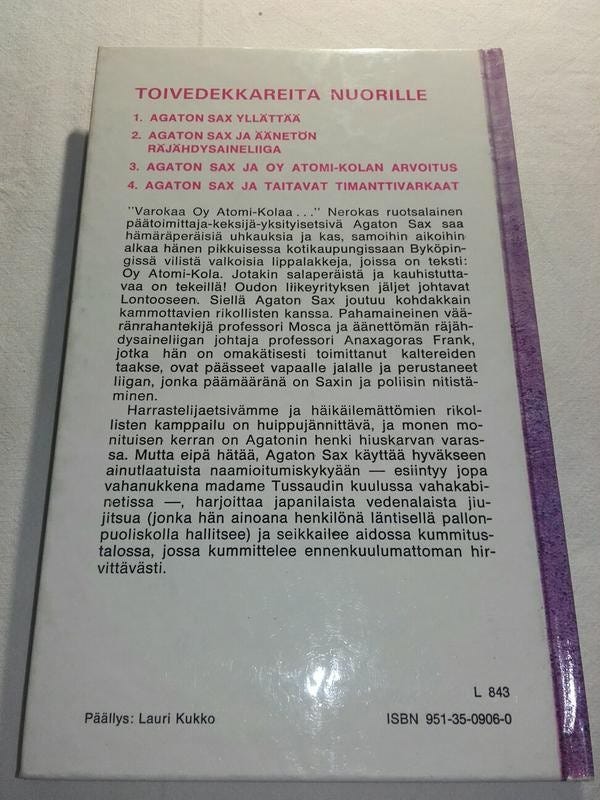 TOIVEDEKKAREITA NUORILLE
1. AGATON SAX YLLÄTTÄÄ
2. AGATON SAX JA ÄÄNETÖN
RÄJÄHDYSAINELIIGA
3. AGATON SAX JA OY ATOMI-KOLAN ARVOITUS
4. AGATON SAX JA TAITAVAT TIMANTTIVARKAAT
"Varokaa Oy Atomi-Kolaa . . ." Nerokas ruotsalainen
päätoimittaja-keksijä-yksityisetsivä Agaton Sax saa
hämäräperäisiä uhkauksia ja kas, samoihin aikoihin
alkaa hänen pikkuisessa kotikaupungissaan Byköpin-
gissä vilistä valkoisia lippalakkeja, joissa on teksti:
Oy Atomi-Kola. Jotakin salaperäistä ja kauhistutta-
vaa on tekeillä! Oudon liikeyrityksen jäljet johtavat
Lontooseen. Siellä Agaton Sax joutuu kohdakkain
kammottavien rikollisten kanssa. Pahamaineinen vää-
ränrahantekijä professori Mosca ja äänettömän räjäh-
dysaineliigan johtaja professori Anaxagoras Frank,
jotka hän on omakätisesti toimittanut kaltereiden
taakse, ovat päässeet vapaalle jalalle ja perustaneet
liigan, jonka päämääränä on Saxin ja poliisin nitistä-
minen.
Harrastelijaetsivämme ja häikäilemättömien rikol-
listen kamppailu on huippujännittävä, ja monen mo-
nituisen kerran on Agatonin henki hiuskarvan varas-
sa. Mutta eipä hätää, Agaton Sax käyttää hyväkseen
ainutlaatuista naamioitumiskykyään — esiintyy jopa
vahanukkena madame Tussaudin kuulussa vahakabi-
netissa —, harjoittaa japanilaista vedenalaista jiu-
jitsua (jonka hän ainoana henkilönä läntisellä pallon-
puoliskolla hallitsee) ja seikkailee aidossa kummitus-
talossa, jossa kummittelee ennenkuulumattoman hir-
vittävästi.
L 843
Päällys: Lauri Kukko
ISBN 951-35-0906-0